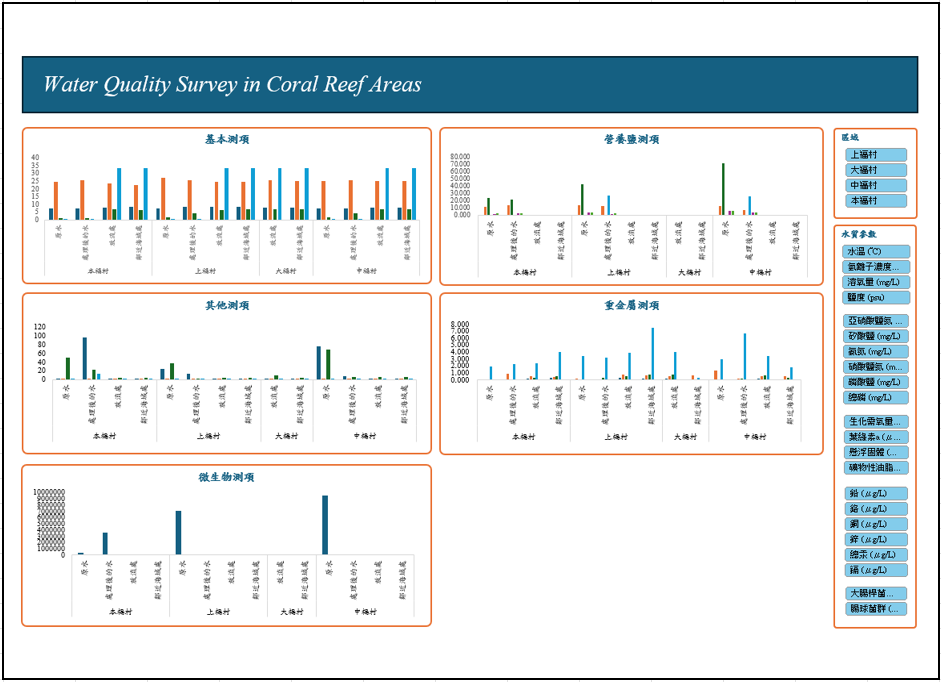 Water Quality Survey in Coral Reef Areas
基本測項
40
35
30
25
20
15
10
5
0
原水
處理後的水
放流處
鄰近海域處
原水
處理後的水
放流處
鄰近海域處
放流處
鄰近海域處
原水
處理後的水
放流處
鄰近海域處
本福村
上福村
大福村
中福村
營養鹽測項
80.000
70.000
60.000
50.000
40.000
30.000
20.000
10.000
0.000
原水
處理後的水
放流處
鄰近海域處
原水
處理後的水
放流處
鄰近海域處
放流處
鄰近海域處
原水
處理後的水
放流處
鄰近海域處
本福村
上福村
大福村
中福村
其他測項
120
100
80
60
40
20
0
原水
處理後的水
放流處
鄰近海域處
原水
處理後的水
放流處
鄰近海域處
放流處
鄰近海域處
原水
處理後的水
放流處
鄰近海域處
本福村
上福村
大福村
中福村
重金屬測項
8.000
7.000
6.000
5.000
4.000
3.000
2.000
1.000
0.000
原水
處理後的水
放流處
鄰近海域處
原水
處理後的水
放流處
鄰近海域處
放流處
鄰近海域處
原水
處理後的水
放流處
鄰近海域處
本福村
上福村
大福村
中福村
微生物測項
10000000
9000000
8000000
7000000
6000000
5000000
4000000
3000000
2000000
1000000
0
原水
處理後的水
放流處
鄰近海域處
原水
處理後的水
放流處
鄰近海域處
放流處
鄰近海域處
原水
處理後的水
放流處
鄰近海域處
本福村
上福村
大福村
中福村
區域
上福村
大福村
中福村
本福村
水質參數
水溫 (℃)
氫離子濃度...
溶氧量 (mg/L)
鹽度 (psu)
亞硝酸鹽氮 ...
矽酸鹽 (mg/L)
氨氮 (mg/L)
硝酸鹽氮 (m...
磷酸鹽 (mg/L)
總磷 (mg/L)
生化需氧量...
葉綠素a (μ...
懸浮固體 (...
礦物性油脂...
鉛 (μg/L)
鉻 (μg/L)
銅 (μg/L)
鋅 (μg/L)
總汞 (μg/L)
鎘 (μg/L)
大腸桿菌...
腸球菌群 (...